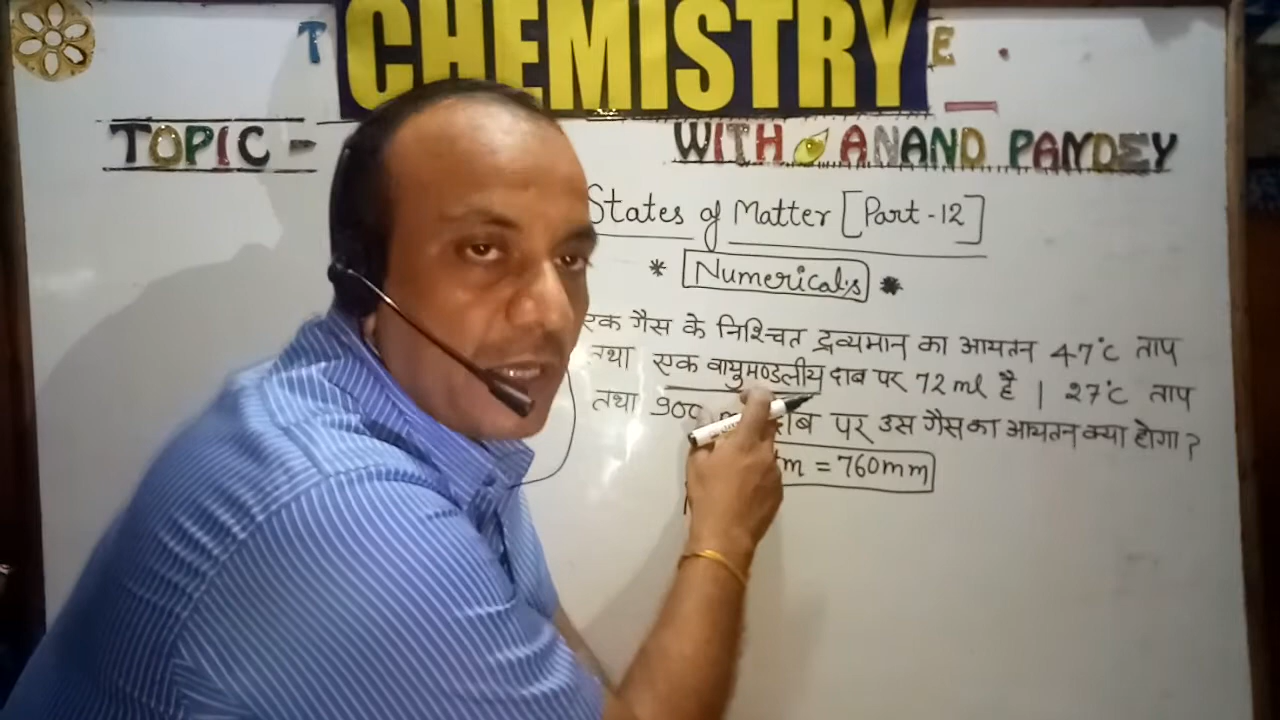 T CHEMISTRY E .
TOPIC - WITH ANAND PANDEY
States of Matter [Part-12]
* Numericals *
एक गैस के निश्चित द्रव्यमान का आयतन 47°C ताप
तथा एक वायुमण्डलीय दाब पर 72 ml है | 27°C ताप
तथा 900 दाब पर उस गैस का आयतन क्या होगा ?
= 760mm